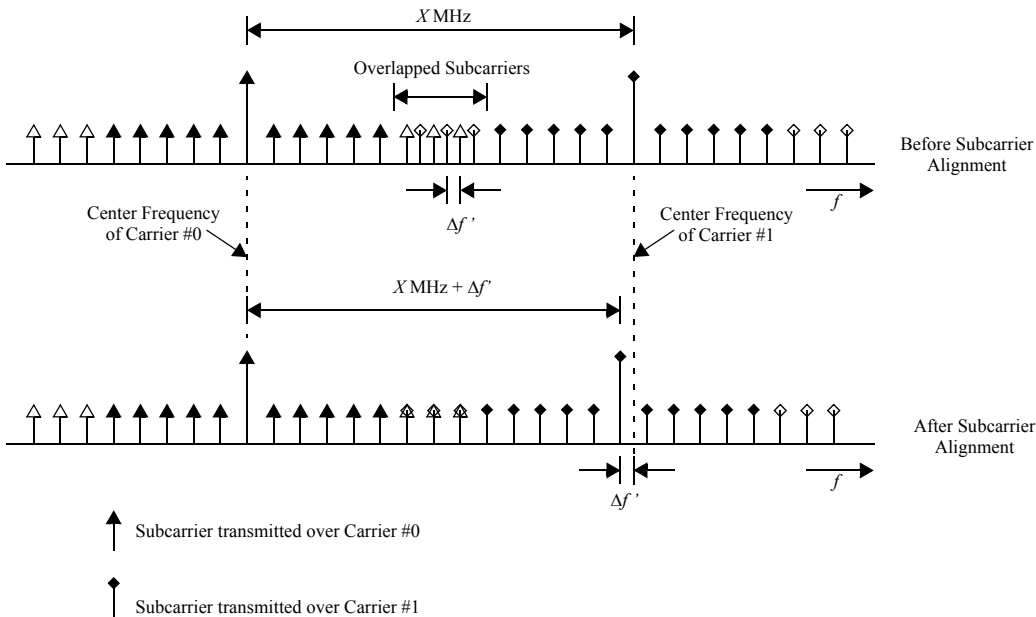 X MHz
Overlapped Subcarriers
Before Subcarrier
Alignment
Δf ’
f
Center Frequency
of Carrier #0
Center Frequency
of Carrier #1
X MHz + Δf’
After Subcarrier
Alignment
Δf ’
f
Subcarrier transmitted over Carrier #0
Subcarrier transmitted over Carrier #1